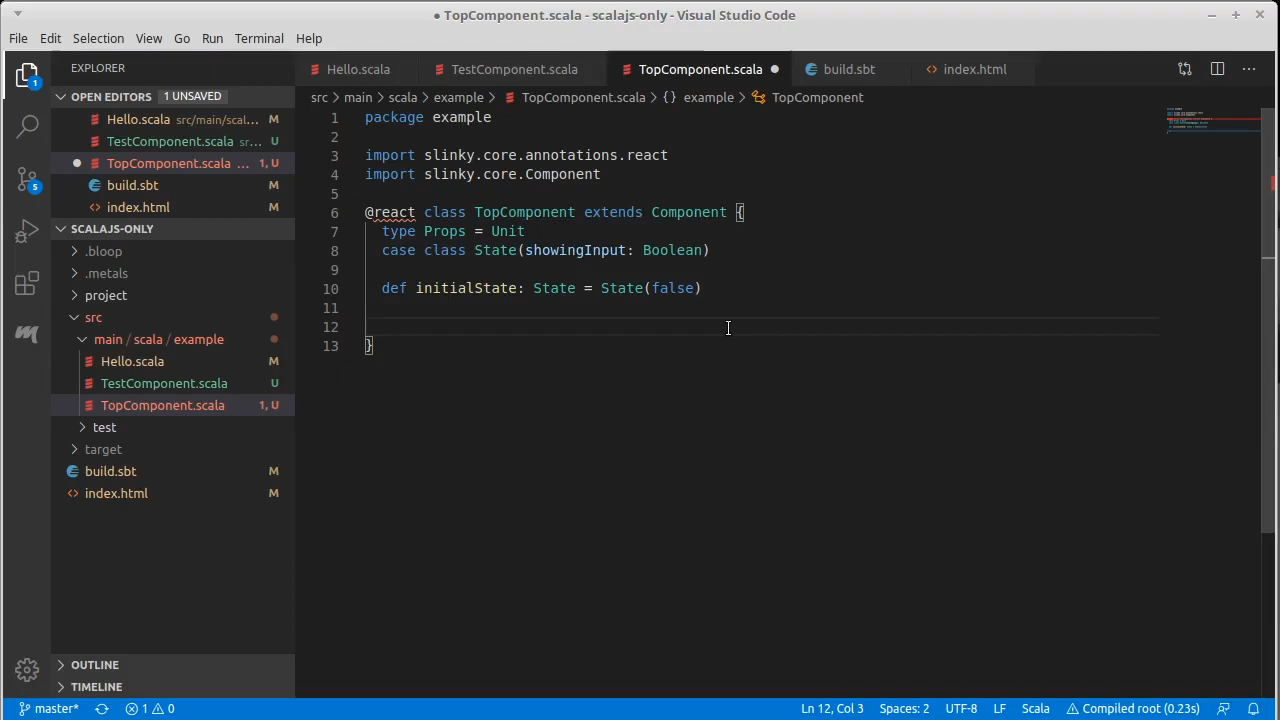 ● TopComponent.scala - scalajs-only - Visual Studio Code
File Edit Selection View Go Run Terminal Help
EXPLORER
Hello.scala TestComponent.scala TopComponent.scala ● build.sbt <> index.html
OPEN EDITORS 1 UNSAVED
src > main > scala > example > TopComponent.scala > {} example > TopComponent
Hello.scala src/main/scal... M
TestComponent.scala sr... U
TopComponent.scala ... 1, U
build.sbt M
<> index.html M
SCALAJS-ONLY
.bloop
.metals
project
src
main / scala / example
Hello.scala M
TestComponent.scala U
TopComponent.scala 1, U
test
target
build.sbt M
<> index.html M
OUTLINE
TIMELINE
1
5
1 package example
2
3 import slinky.core.annotations.react
4 import slinky.core.Component
5
6 @react class TopComponent extends Component {
7 type Props = Unit
8 case class State(showingInput: Boolean)
9
10 def initialState: State = State(false)
11
12
13 }
master* 1 0 Ln 12, Col 3 Spaces: 2 UTF-8 LF Scala Compiled root (0.23s)